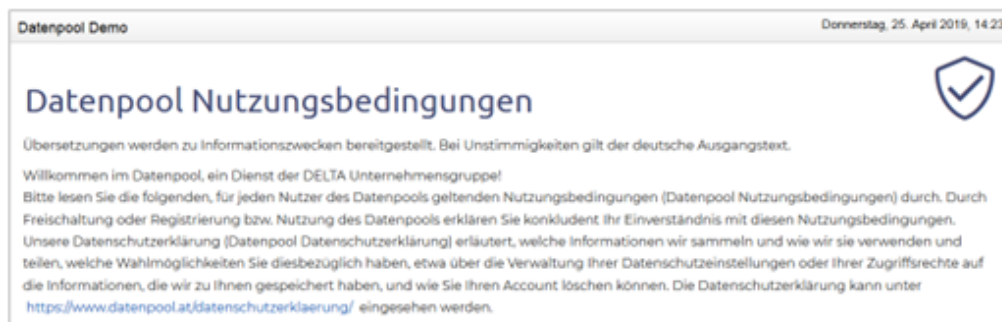 Datenpool Demo
Donnerstag, 25. April 2019, 14:23
Datenpool Nutzungsbedingungen
Übersetzungen werden zu Informationszwecken bereitgestellt. Bei Unstimmigkeiten gilt der deutsche Ausgangstext.
Willkommen im Datenpool, ein Dienst der DELTA Unternehmensgruppe!
Bitte lesen Sie die folgenden, für jeden Nutzer des Datenpools geltenden Nutzungsbedingungen (Datenpool Nutzungsbedingungen) durch. Durch
Freischaltung oder Registrierung bzw. Nutzung des Datenpools erklären Sie konkludent Ihr Einverständnis mit diesen Nutzungsbedingungen.
Unsere Datenschutzerklärung (Datenpool Datenschutzerklärung) erläutert, welche Informationen wir sammeln und wie wir sie verwenden und
teilen, welche Wahlmöglichkeiten Sie diesbezüglich haben, etwa über die Verwaltung Ihrer Datenschutzeinstellungen oder Ihrer Zugriffsrechte auf
die Informationen, die wir zu Ihnen gespeichert haben, und wie Sie Ihren Account löschen können. Die Datenschutzerklärung kann unter
https://www.datenpool.at/datenschutzerklaerung/ eingesehen werden.